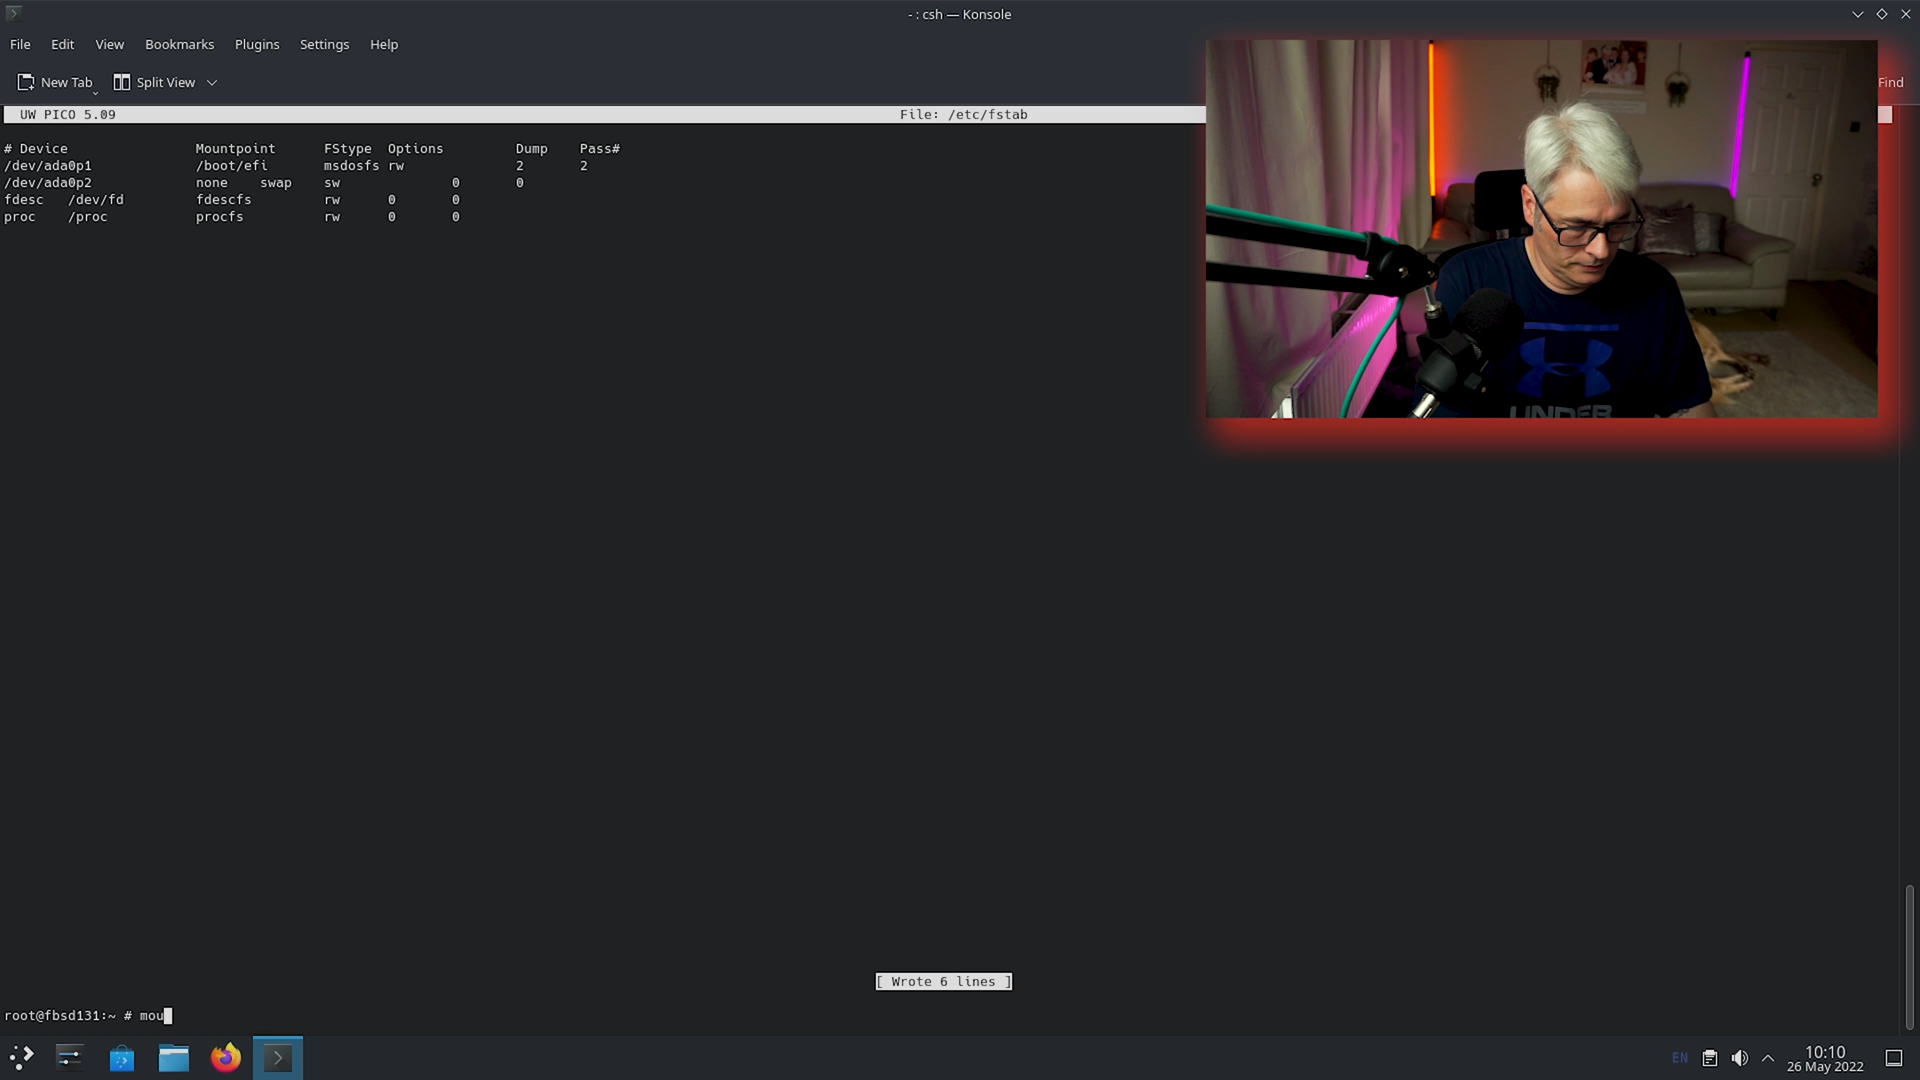 - : csh — Konsole
File Edit View Bookmarks Plugins Settings Help
New Tab Split View
Find
UW PICO 5.09 File: /etc/fstab
# Device Mountpoint FStype Options Dump Pass#
/dev/ada0p1 /boot/efi msdosfs rw 2 2
/dev/ada0p2 none swap sw 0 0
fdesc /dev/fd fdescfs rw 0 0
proc /proc procfs rw 0 0
UNDER
[ Wrote 6 lines ]
root@fbsd131:~ # mou
EN
10:10
26 May 2022